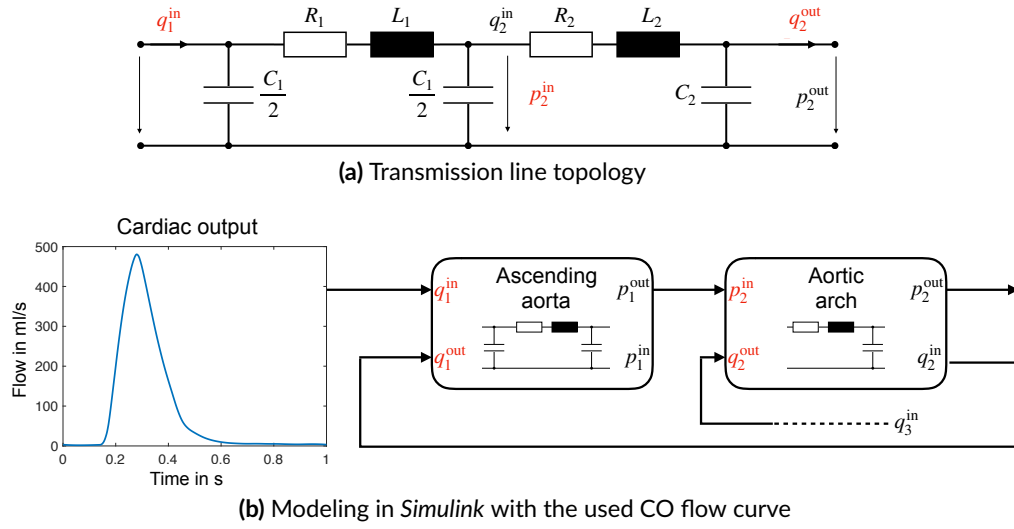 q₁ⁱⁿ R₁ L₁ q₂ⁱⁿ R₂ L₂ q₂ᵒᵘᵗ
C₁/2 C₁/2 p₂ⁱⁿ C₂ p₂ᵒᵘᵗ
(a) Transmission line topology
Cardiac output
500
400
300
200
100
0
Flow in ml/s
0 0.2 0.4 0.6 0.8 1
Time in s
Ascending
aorta
q₁ⁱⁿ p₁ᵒᵘᵗ
q₁ᵒᵘᵗ p₁ⁱⁿ
Aortic
arch
p₂ⁱⁿ p₂ᵒᵘᵗ
q₂ᵒᵘᵗ q₂ⁱⁿ
q₃ⁱⁿ
(b) Modeling in Simulink with the used CO flow curve